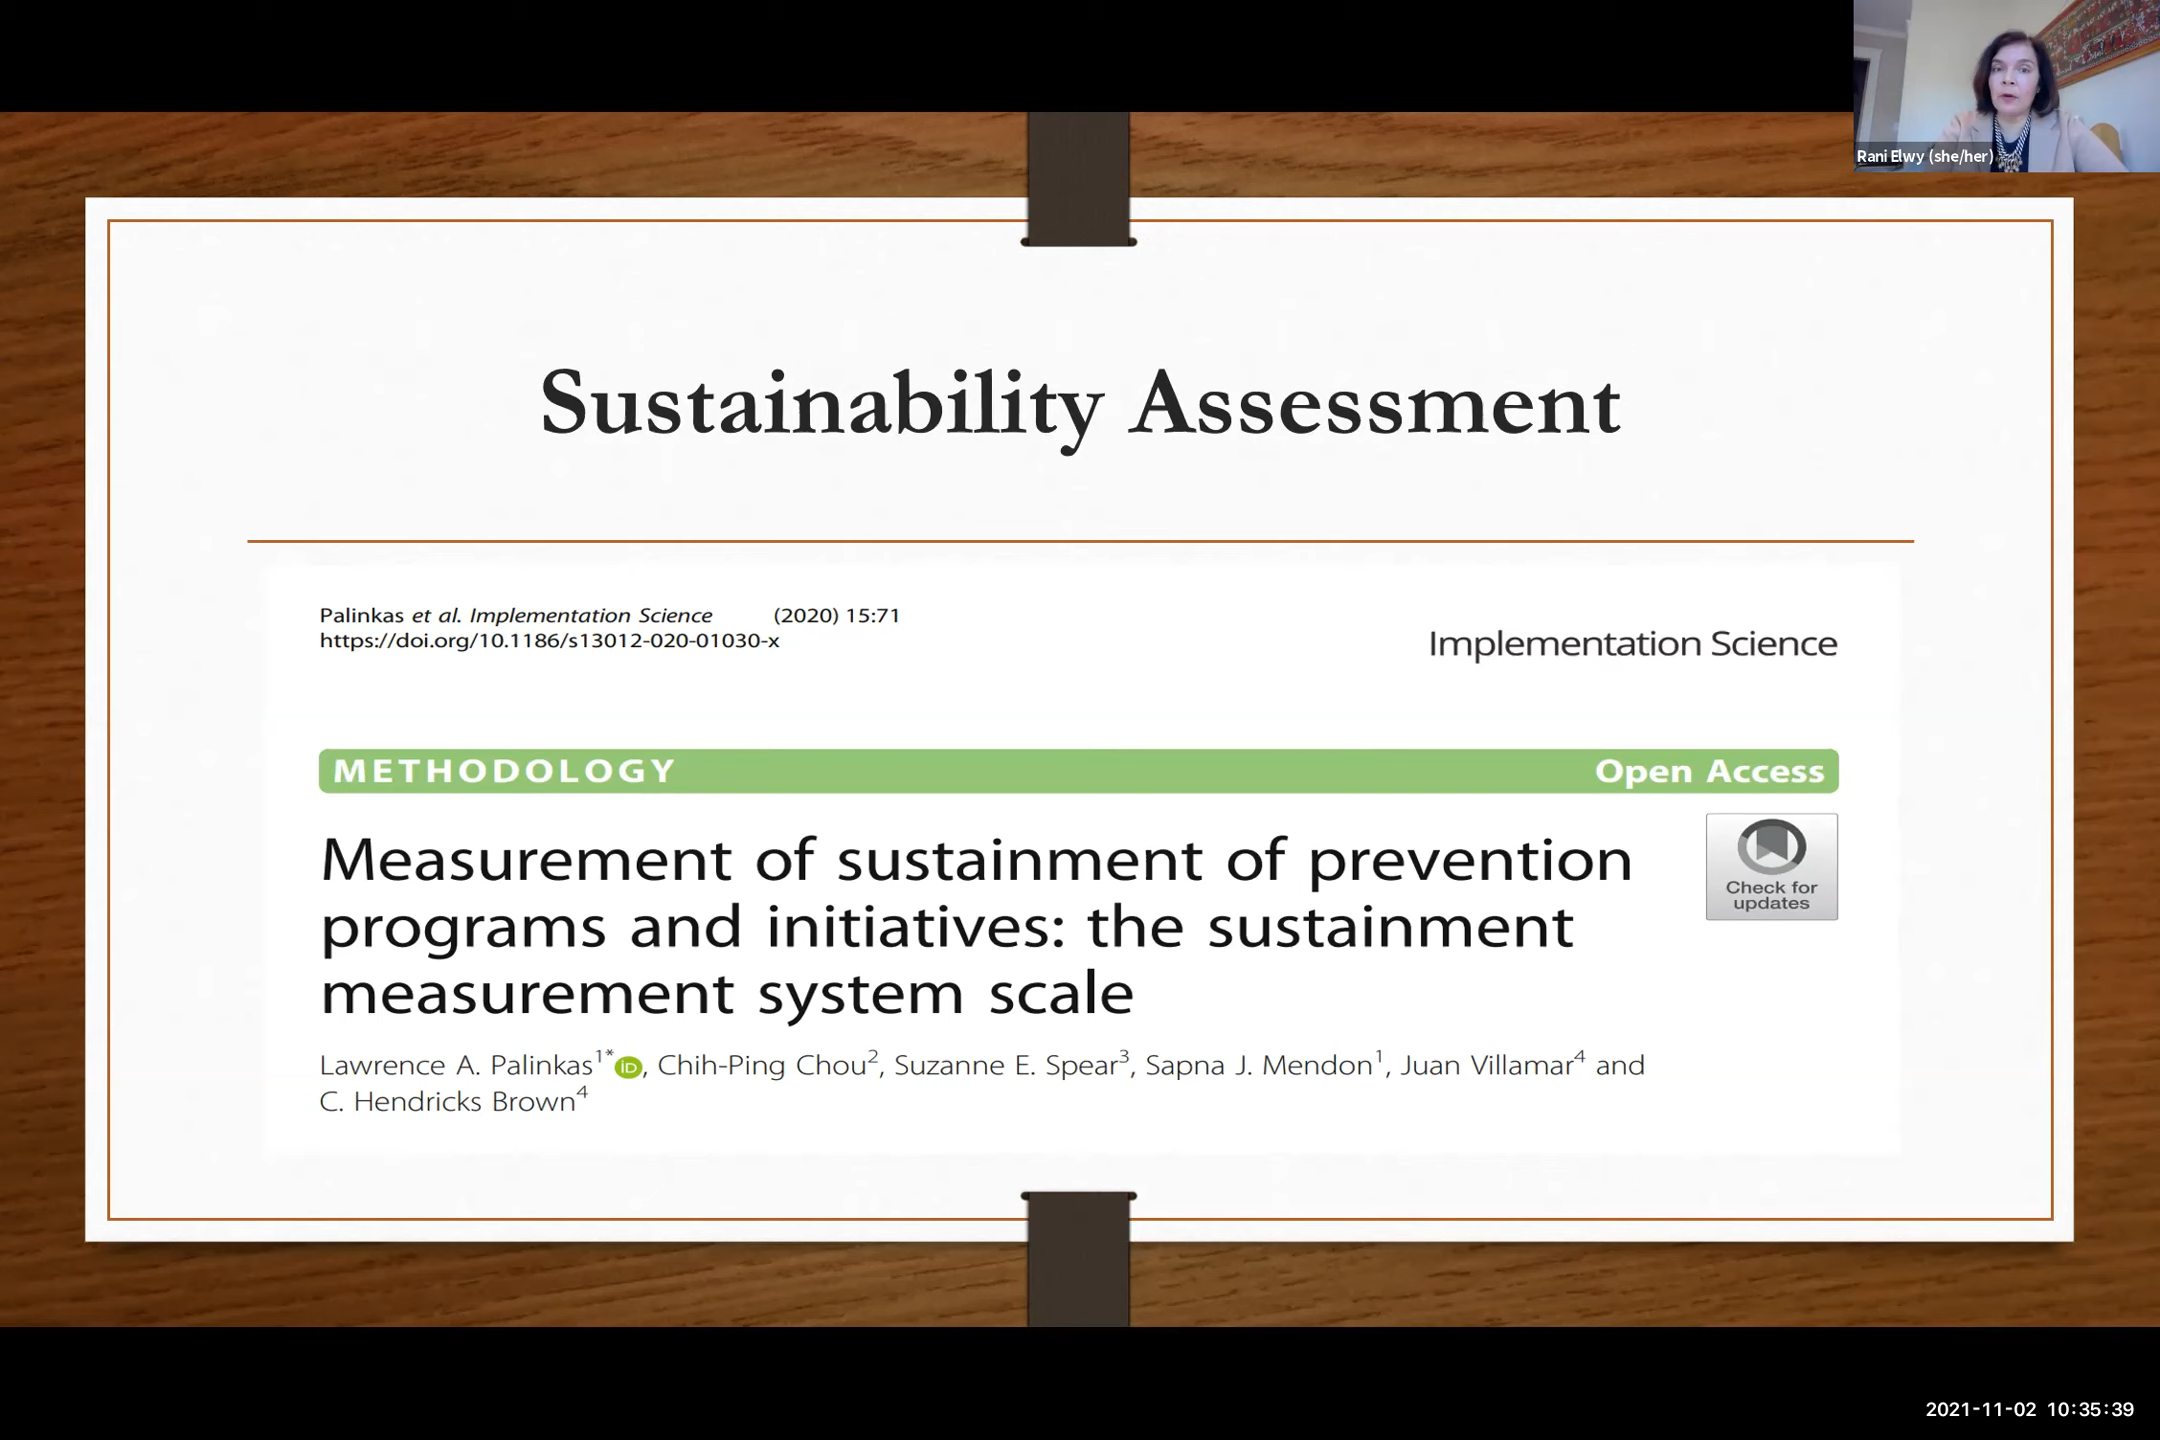 Rani Elwy (she/her)
Sustainability Assessment
Palinkas et al. Implementation Science (2020) 15:71
https://doi.org/10.1186/s13012-020-01030-x
Implementation Science
METHODOLOGY Open Access
Measurement of sustainment of prevention
programs and initiatives: the sustainment
measurement system scale
Check for
updates
Lawrence A. Palinkas1* iD, Chih-Ping Chou2, Suzanne E. Spear3, Sapna J. Mendon1, Juan Villamar4 and
C. Hendricks Brown4
2021-11-02 10:35:39